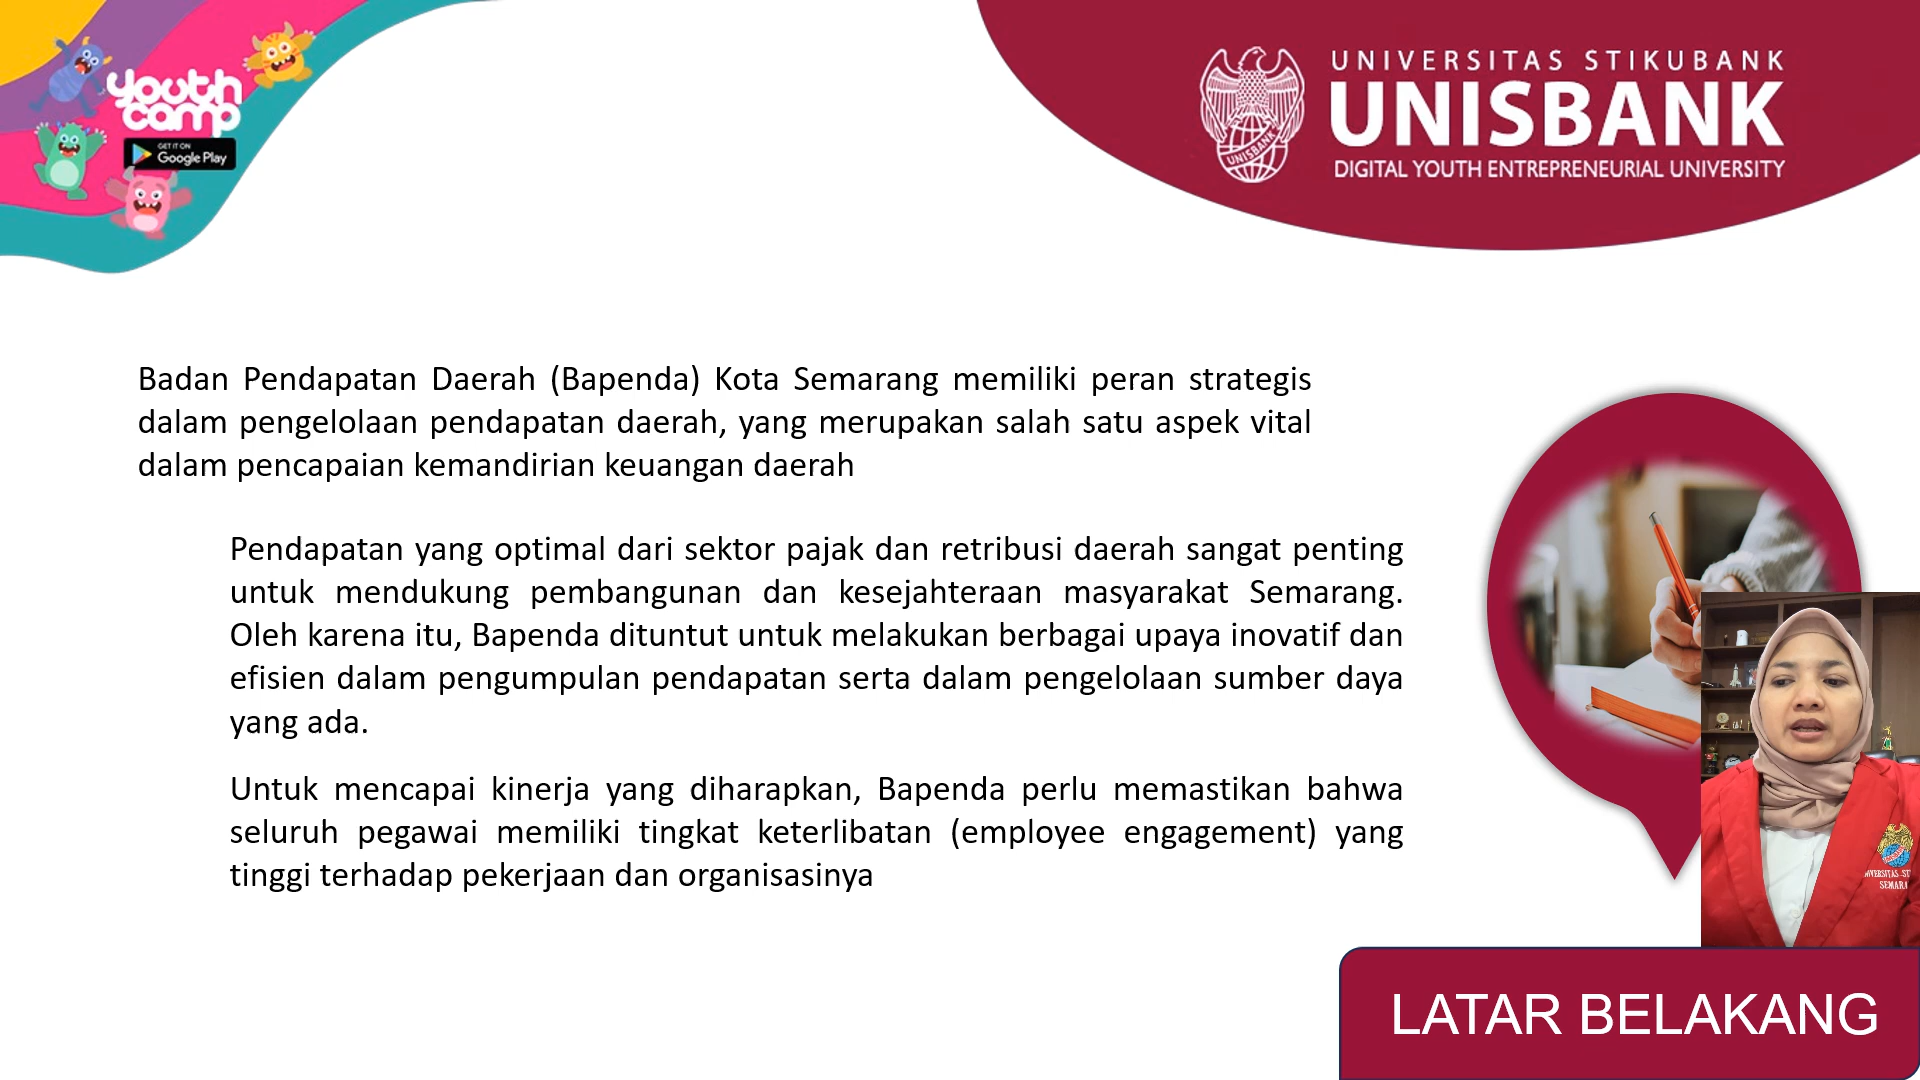 youth
camp
GET IT ON
Google Play
UNIVERSITAS STIKUBANK
UNISBANK
DIGITAL YOUTH ENTREPRENEURIAL UNIVERSITY
UNISBANK
Badan Pendapatan Daerah (Bapenda) Kota Semarang memiliki peran strategis
dalam pengelolaan pendapatan daerah, yang merupakan salah satu aspek vital
dalam pencapaian kemandirian keuangan daerah
Pendapatan yang optimal dari sektor pajak dan retribusi daerah sangat penting
untuk mendukung pembangunan dan kesejahteraan masyarakat Semarang.
Oleh karena itu, Bapenda dituntut untuk melakukan berbagai upaya inovatif dan
efisien dalam pengumpulan pendapatan serta dalam pengelolaan sumber daya
yang ada.
Untuk mencapai kinerja yang diharapkan, Bapenda perlu memastikan bahwa
seluruh pegawai memiliki tingkat keterlibatan (employee engagement) yang
tinggi terhadap pekerjaan dan organisasinya
LATAR BELAKANG